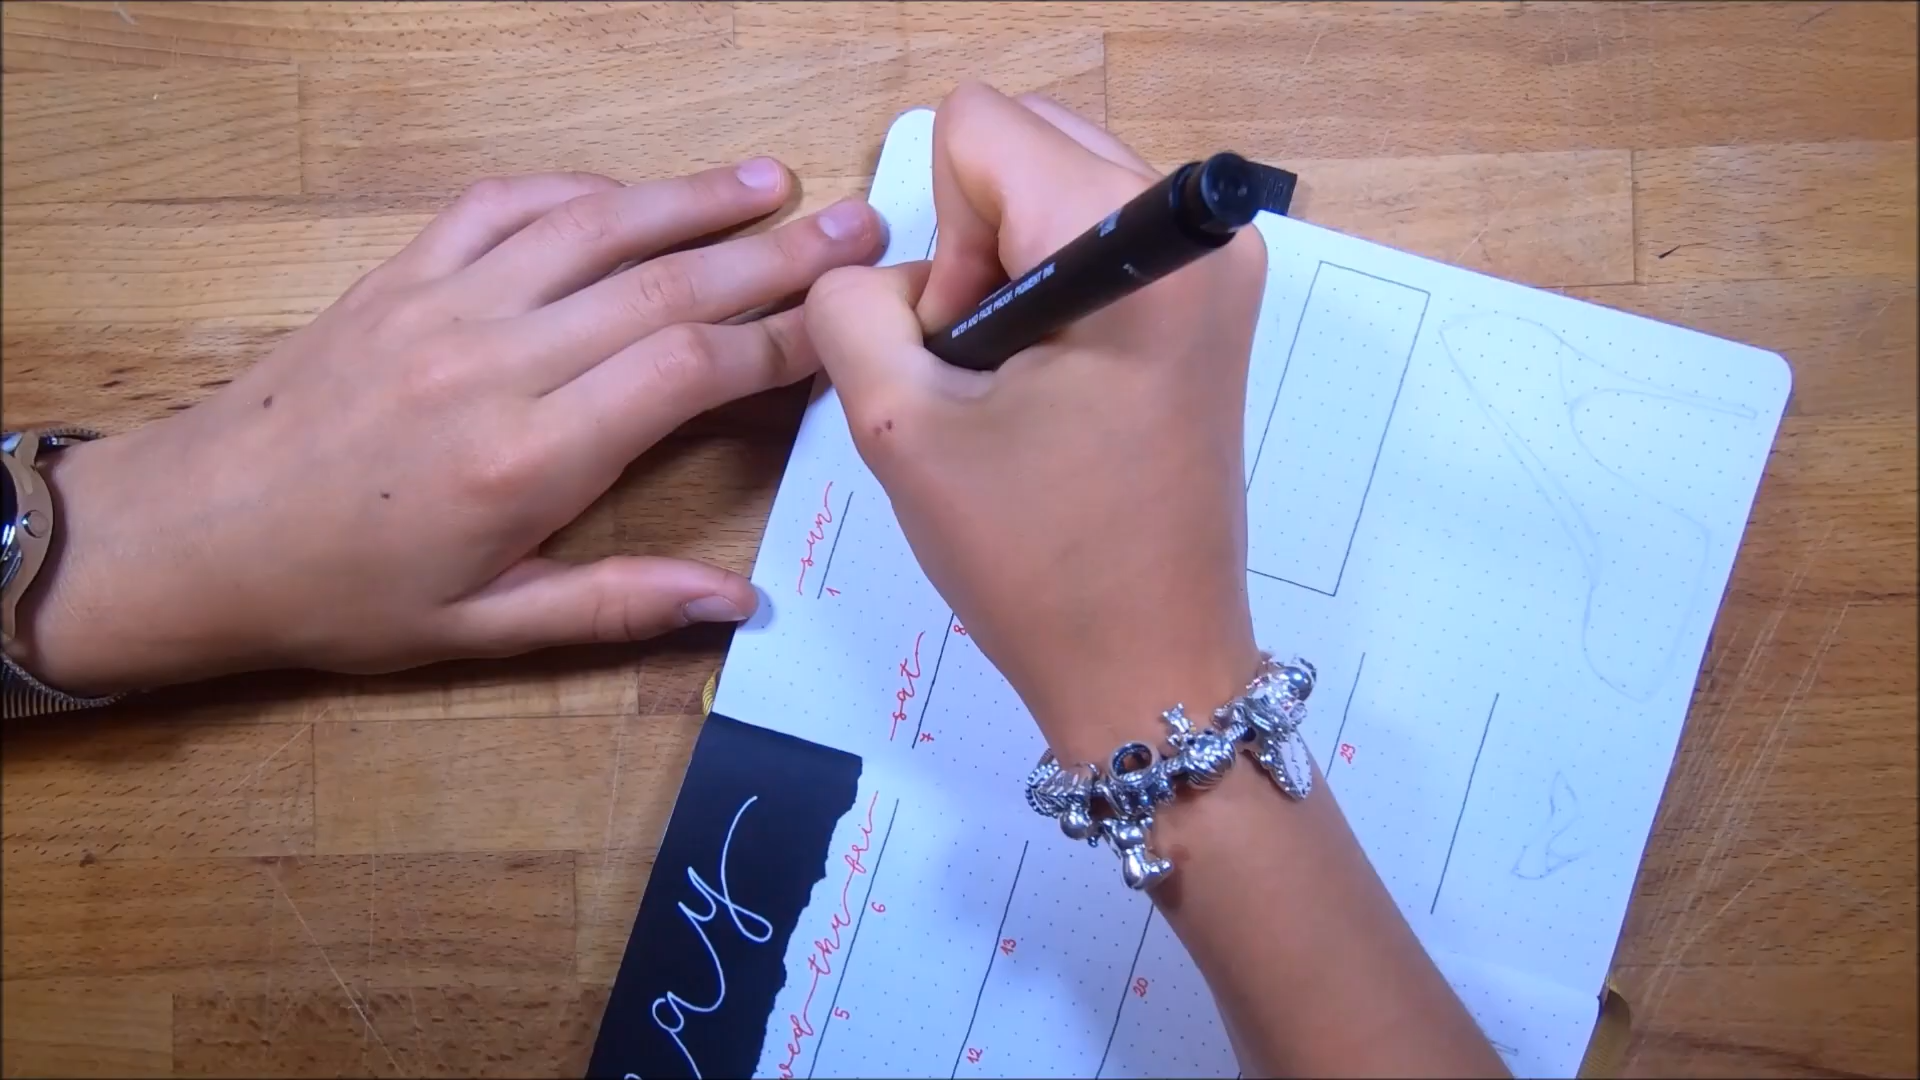 ay
wed thu fri
sat
sun
1
5
6
7
8
12
13
20
29
WATER AND FADE PROOF, PIGMENT INK